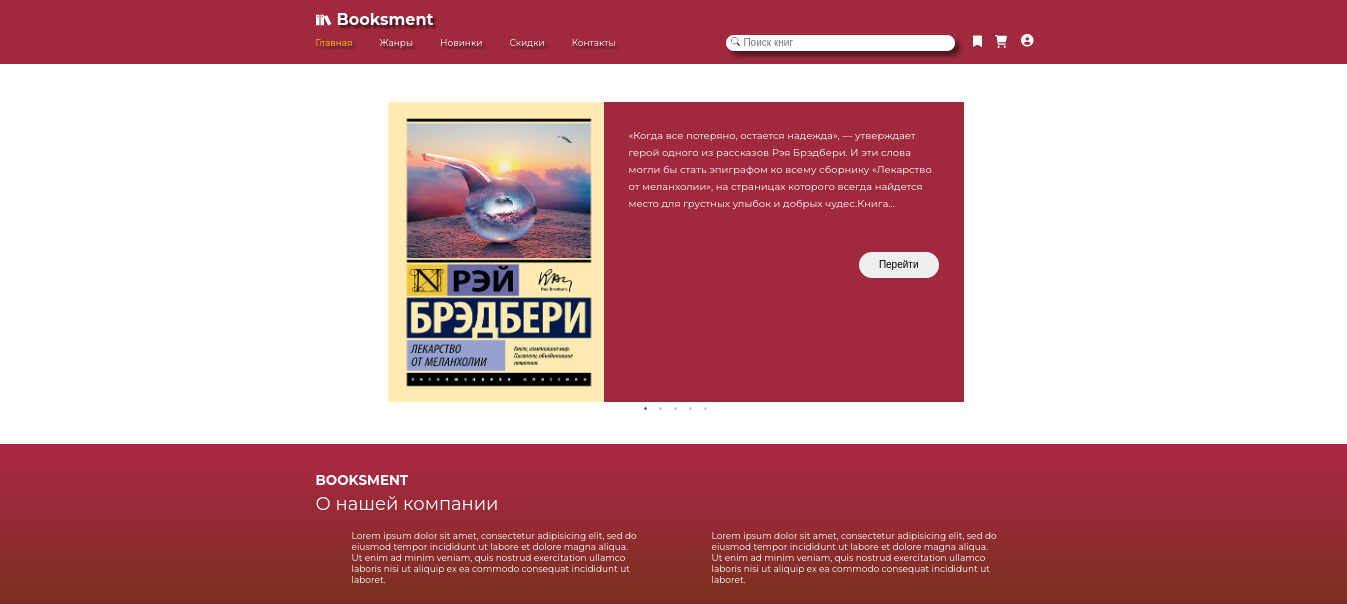 Booksment
Главная Жанры Новинки Скидки Контакты
Поиск книг
«Когда все потеряно, остается надежда», — утверждает
герой одного из рассказов Рэя Брэдбери. И эти слова
могли бы стать эпиграфом ко всему сборнику «Лекарство
от меланхолии», на страницах которого всегда найдется
место для грустных улыбок и добрых чудес.Книга...
Перейти
N РЭЙ
Ray Bradbury
БРЭДБЕРИ
ЛЕКАРСТВО
ОТ МЕЛАНХОЛИИ
Книги, изменившие мир.
Писатели, объединившие
поколения.
эксклюзивная классика
BOOKSMENT
О нашей компании
Lorem ipsum dolor sit amet, consectetur adipisicing elit, sed do
eiusmod tempor incididunt ut labore et dolore magna aliqua.
Ut enim ad minim veniam, quis nostrud exercitation ullamco
laboris nisi ut aliquip ex ea commodo consequat incididunt ut
laboret.
Lorem ipsum dolor sit amet, consectetur adipisicing elit, sed do
eiusmod tempor incididunt ut labore et dolore magna aliqua.
Ut enim ad minim veniam, quis nostrud exercitation ullamco
laboris nisi ut aliquip ex ea commodo consequat incididunt ut
laboret.